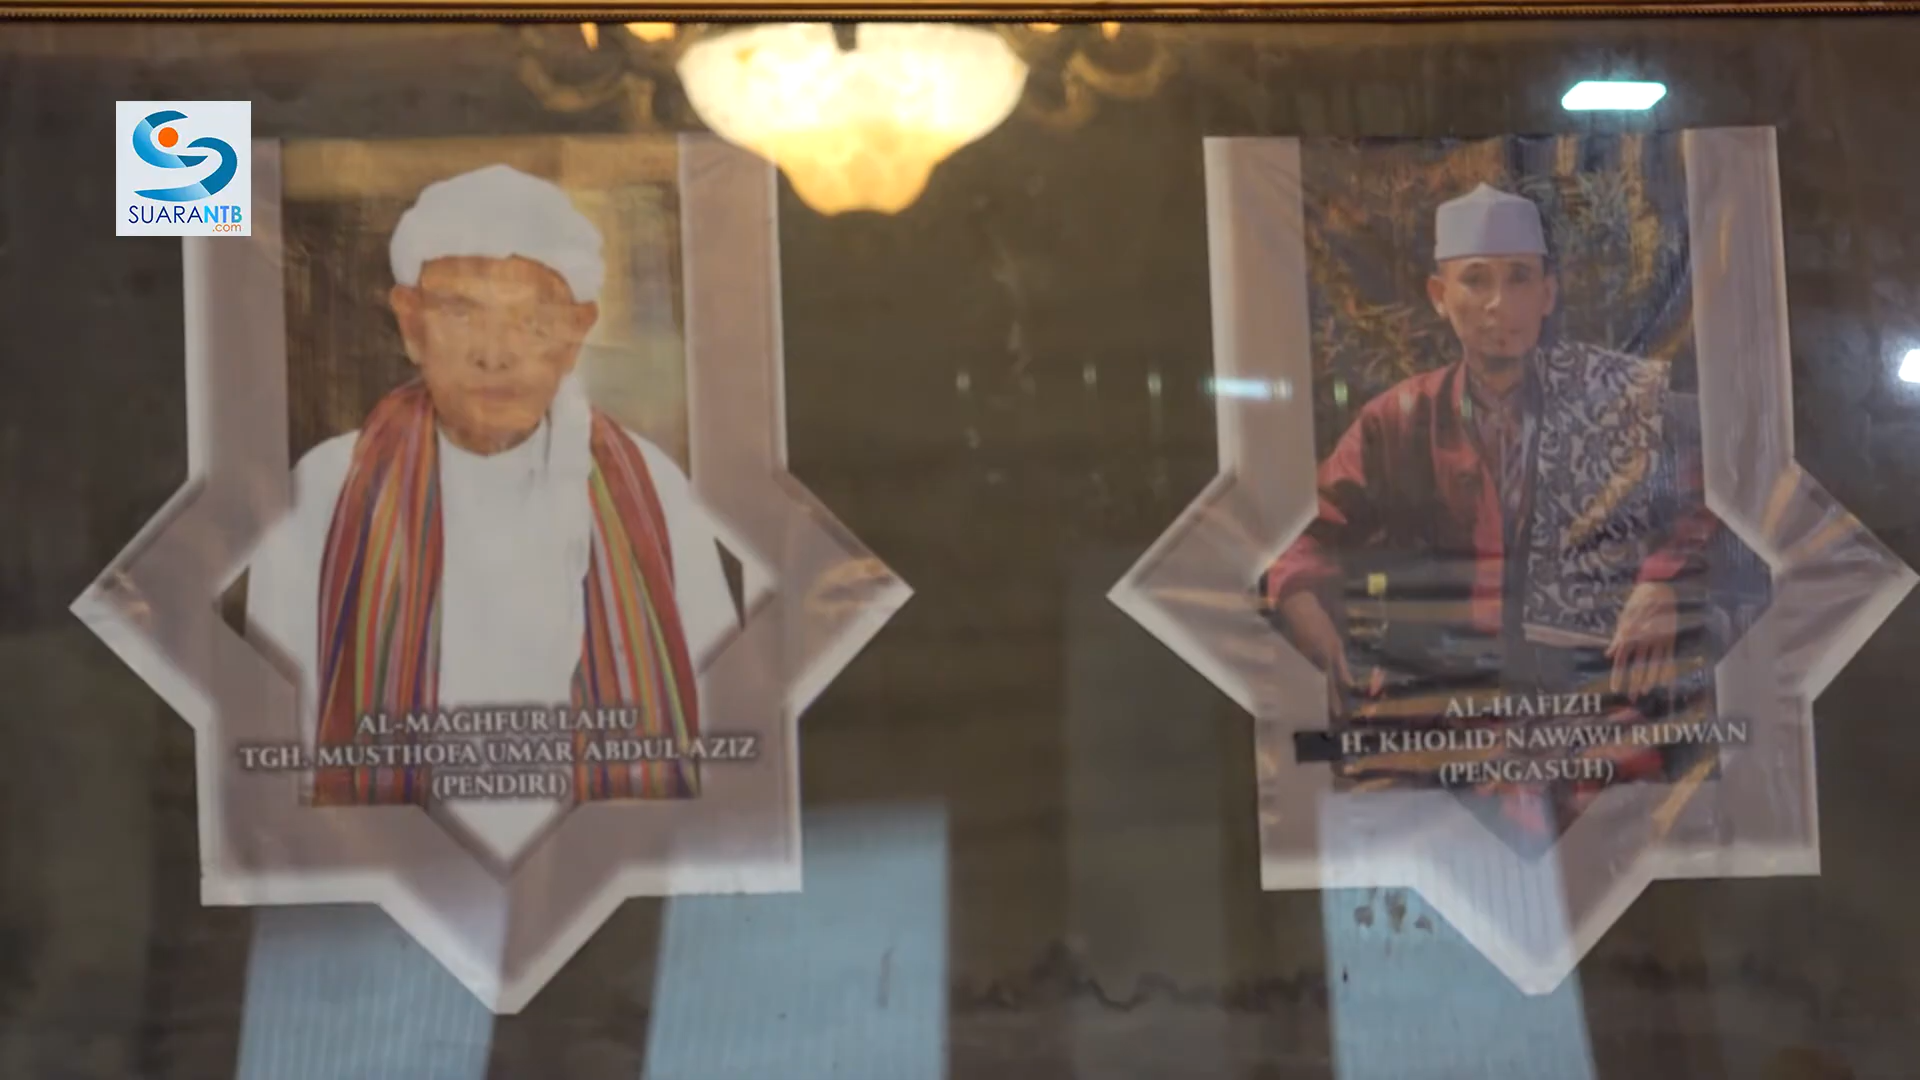 SUARANTB
.com
AL-MAGHFUR LAHU
TGH. MUSTHOFA UMAR ABDUL AZIZ
(PENDIRI)
AL-HAFIZH
H. KHOLID NAWAWI RIDWAN
(PENGASUH)